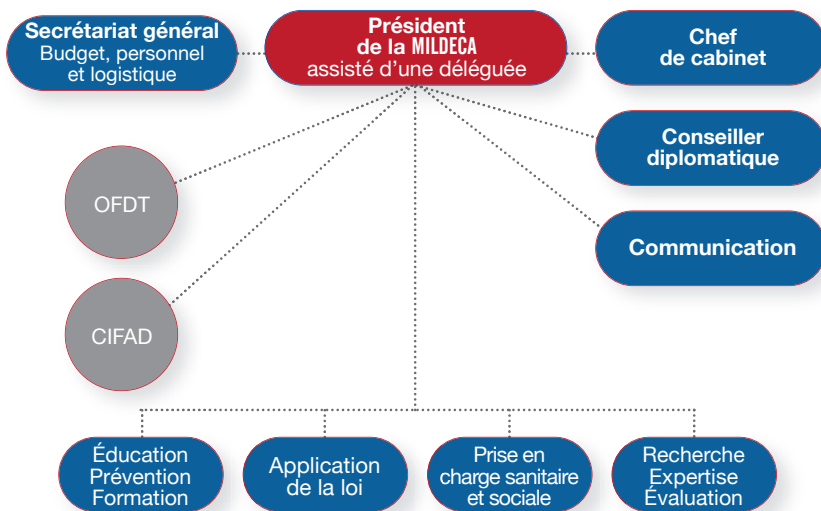 Secrétariat général
Budget, personnel
et logistique
Président
de la MILDECA
assisté d'une déléguée
Chef
de cabinet
Conseiller
diplomatique
Communication
OFDT
CIFAD
Éducation
Prévention
Formation
Application
de la loi
Prise en
charge sanitaire
et sociale
Recherche
Expertise
Évaluation